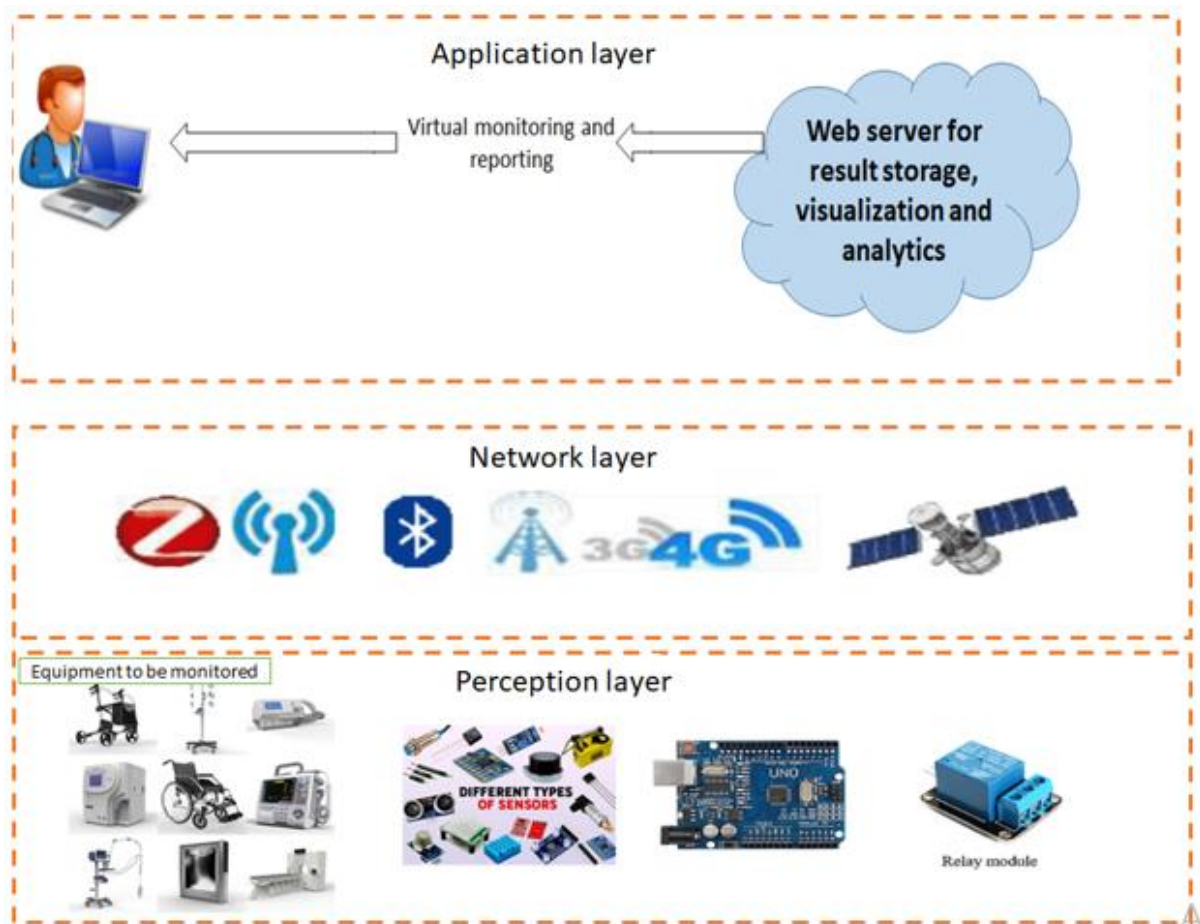 Application layer
Virtual monitoring and
reporting
Web server for
result storage,
visualization and
analytics
Network layer
3G 4G
Equipment to be monitored
Perception layer
DIFFERENT TYPES
OF SENSORS
UNO
Relay module